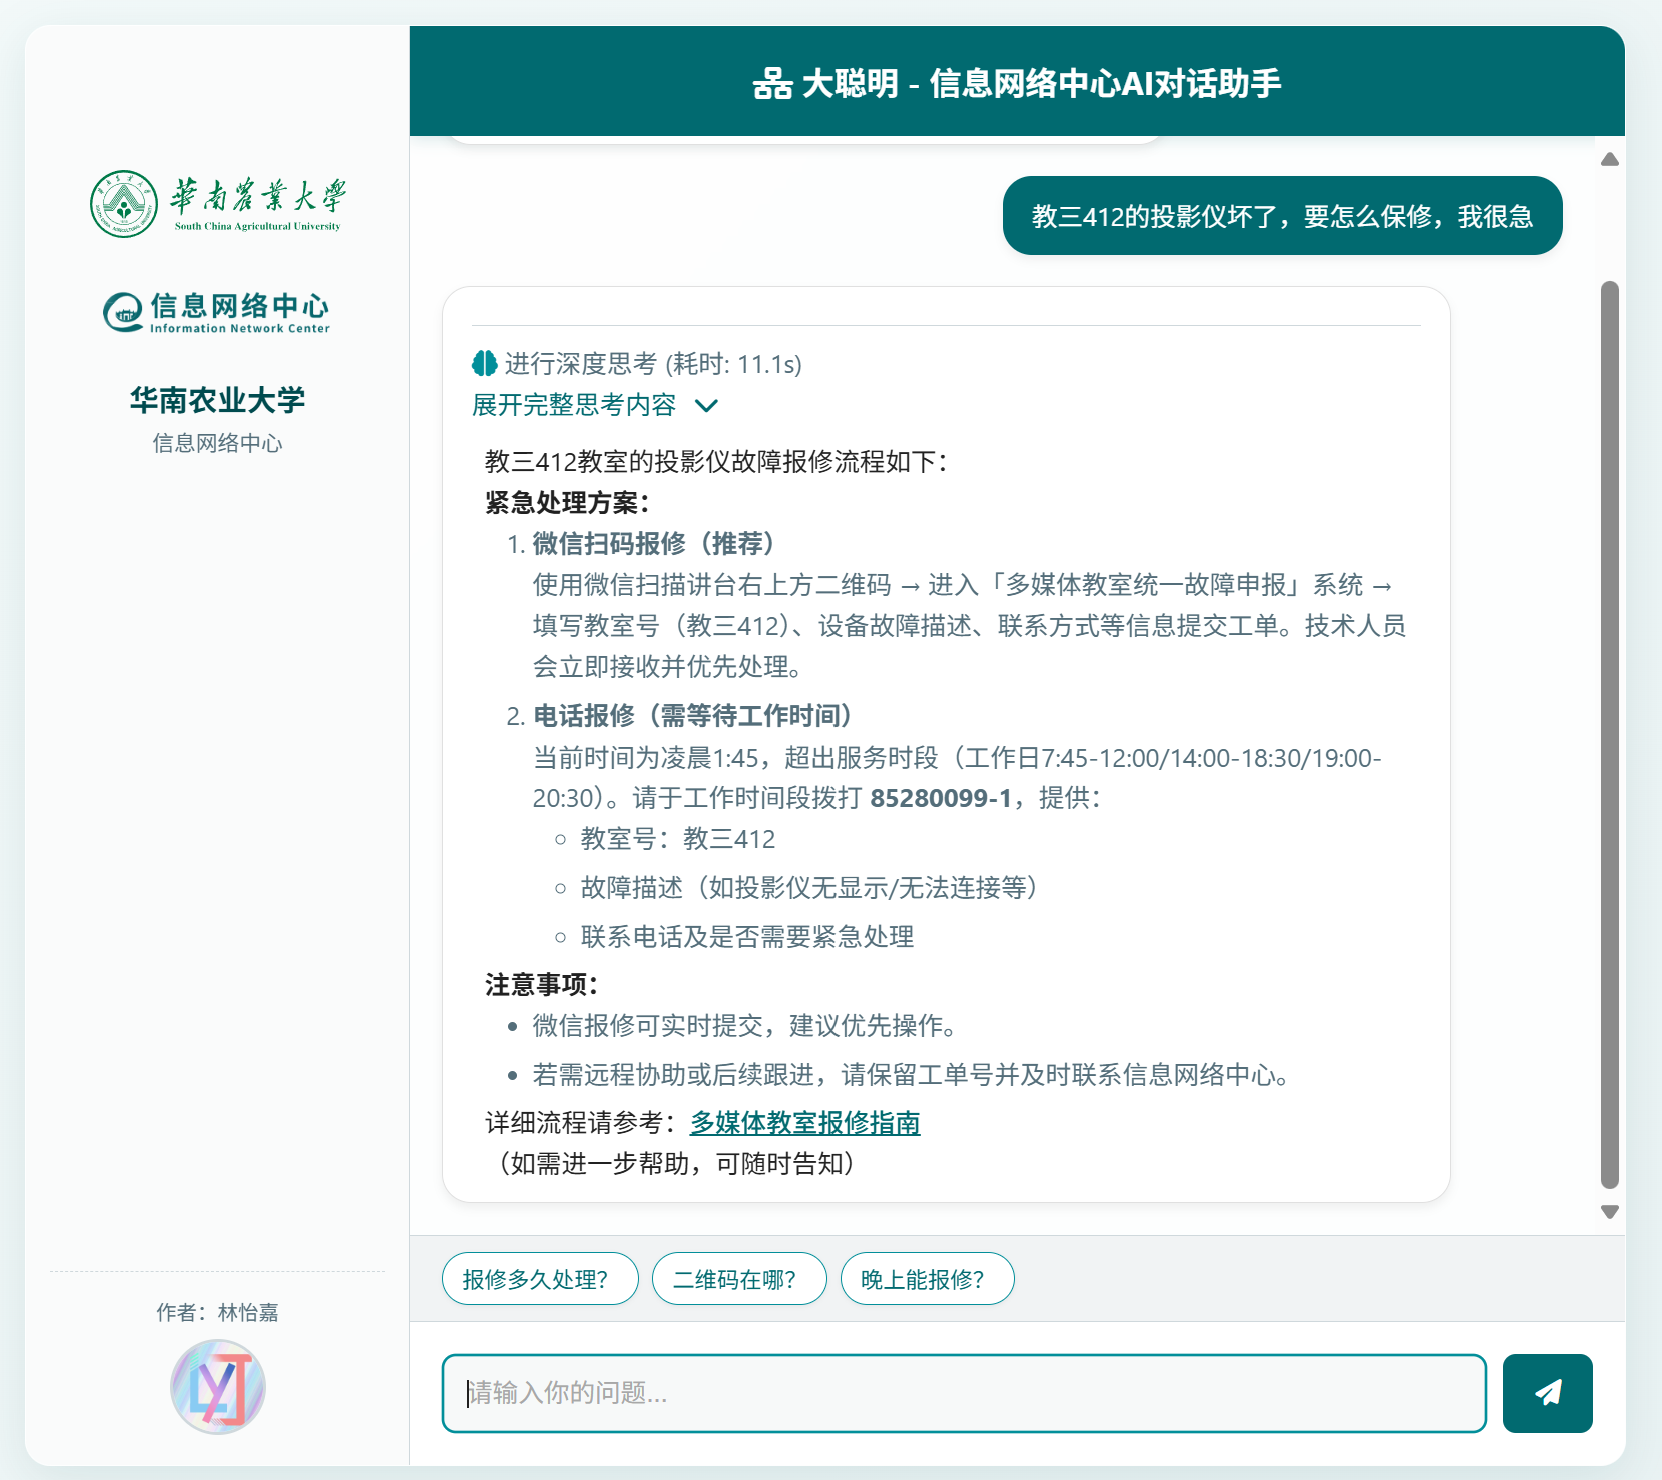 華南農業大學
South China Agricultural University
信息网络中心
Information Network Center
华南农业大学
信息网络中心
作者：林怡嘉
大聪明 - 信息网络中心AI对话助手
教三412的投影仪坏了，要怎么保修，我很急
进行深度思考 (耗时: 11.1s)
展开完整思考内容
教三412教室的投影仪故障报修流程如下：
紧急处理方案：
1. 微信扫码报修（推荐）
使用微信扫描讲台右上方二维码 → 进入「多媒体教室统一故障申报」系统 →
填写教室号（教三412）、设备故障描述、联系方式等信息提交工单。技术人员
会立即接收并优先处理。
2. 电话报修（需等待工作时间）
当前时间为凌晨1:45，超出服务时段（工作日7:45-12:00/14:00-18:30/19:00-
20:30）。请于工作时间段拨打 85280099-1，提供：
教室号：教三412
故障描述（如投影仪无显示/无法连接等）
联系电话及是否需要紧急处理
注意事项：
微信报修可实时提交，建议优先操作。
若需远程协助或后续跟进，请保留工单号并及时联系信息网络中心。
详细流程请参考：多媒体教室报修指南
（如需进一步帮助，可随时告知）
报修多久处理？
二维码在哪？
晚上能报修？
请输入你的问题...